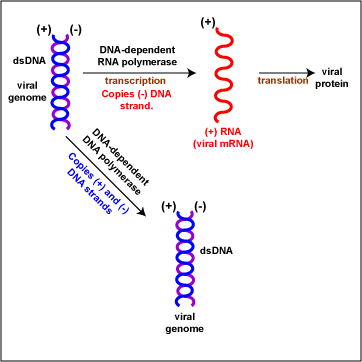 (+) (-)
dsDNA
viral
genome
DNA-dependent
RNA polymerase
transcription
Copies (-) DNA
strand.
(+)
(+) RNA
(viral mRNA)
translation
viral
protein
DNA-dependent
DNA polymerase
Copies (+) and (-)
DNA strands
(+) (-)
dsDNA
viral
genome